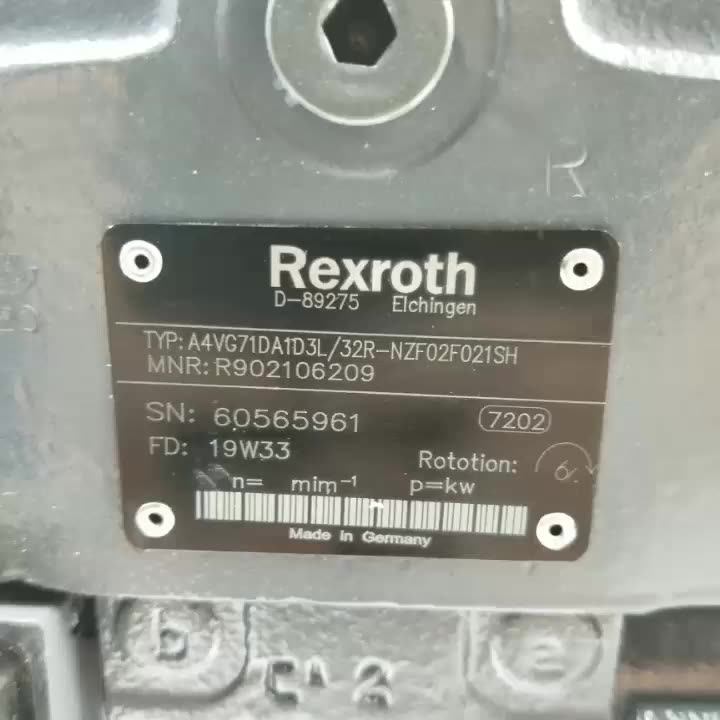 R
Rexroth
D-89275 Elchingen
TYP: A4VG71DA1D3L/32R-NZF02F021SH
MNR: R902106209
SN: 60565961
7202
FD: 19W33
Rototion:
n= mim⁻¹ p=kw
Made in Germany
b
a